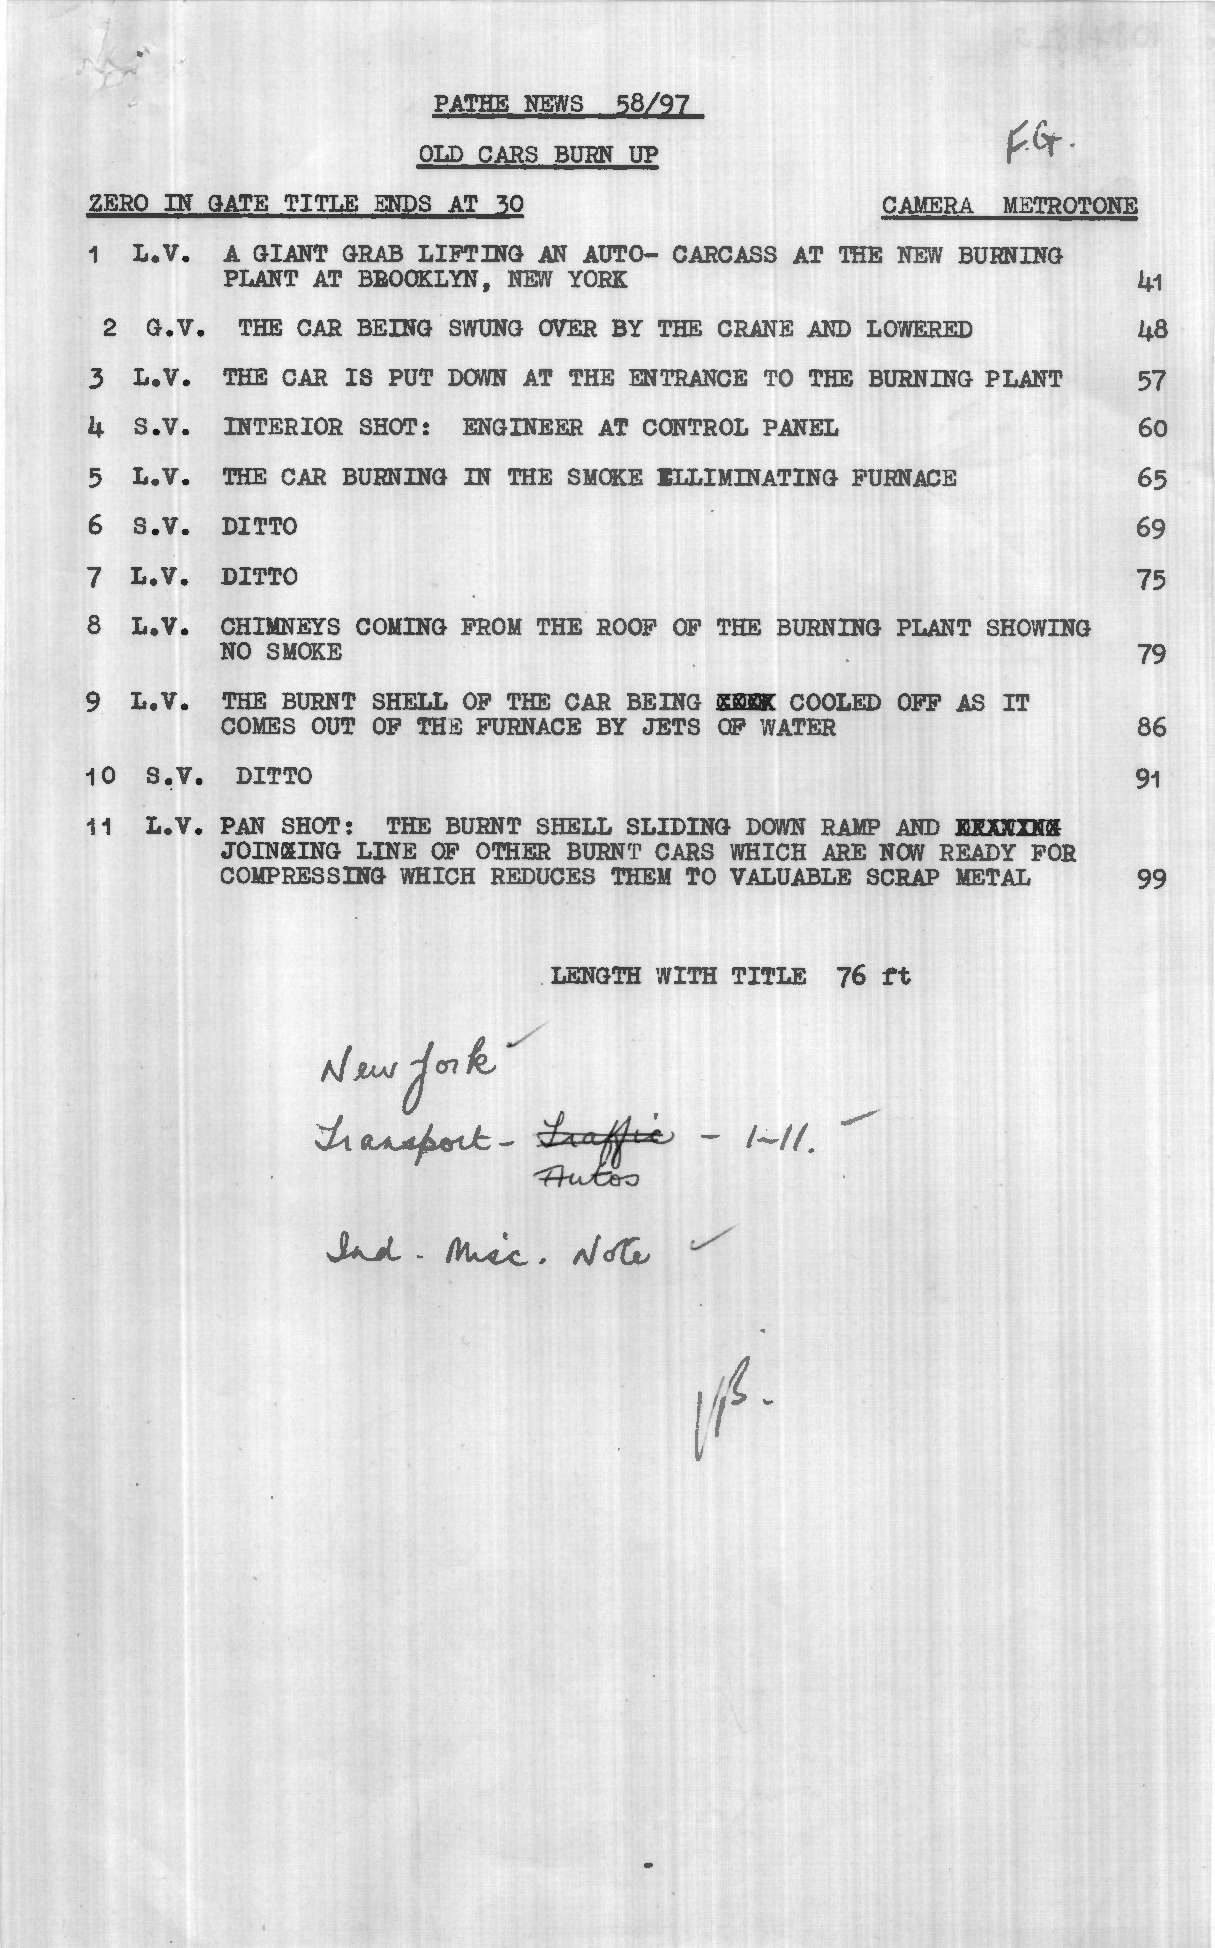 PATHE NEWS 58/97
F.G.
OLD CARS BURN UP
ZERO IN GATE TITLE ENDS AT 30 CAMERA METROTONE
1 L.V. A GIANT GRAB LIFTING AN AUTO- CARCASS AT THE NEW BURNING
PLANT AT BROOKLYN, NEW YORK 41
2 G.V. THE CAR BEING SWUNG OVER BY THE CRANE AND LOWERED 48
3 L.V. THE CAR IS PUT DOWN AT THE ENTRANCE TO THE BURNING PLANT 57
4 S.V. INTERIOR SHOT: ENGINEER AT CONTROL PANEL 60
5 L.V. THE CAR BURNING IN THE SMOKE ELLIMINATING FURNACE 65
6 S.V. DITTO 69
7 L.V. DITTO 75
8 L.V. CHIMNEYS COMING FROM THE ROOF OF THE BURNING PLANT SHOWING
NO SMOKE 79
9 L.V. THE BURNT SHELL OF THE CAR BEING COOLED OFF AS IT
COMES OUT OF THE FURNACE BY JETS OF WATER 86
10 S.V. DITTO 91
11 L.V. PAN SHOT: THE BURNT SHELL SLIDING DOWN RAMP AND
JOINING LINE OF OTHER BURNT CARS WHICH ARE NOW READY FOR
COMPRESSING WHICH REDUCES THEM TO VALUABLE SCRAP METAL 99
LENGTH WITH TITLE 76 ft
New York
Transport - Traffic - 1-11.
Autos
Ind. Misc. Note